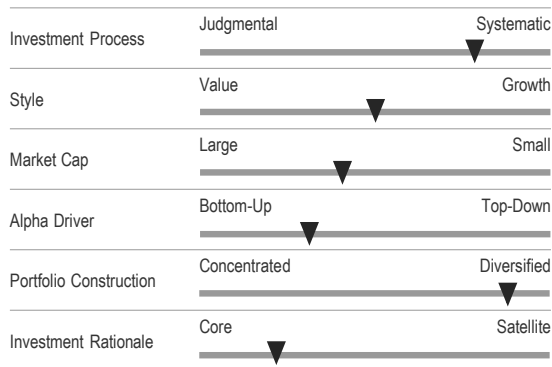 Judgmental Systematic
Investment Process
Value Growth
Style
Large Small
Market Cap
Bottom-Up Top-Down
Alpha Driver
Concentrated Diversified
Portfolio Construction
Core Satellite
Investment Rationale